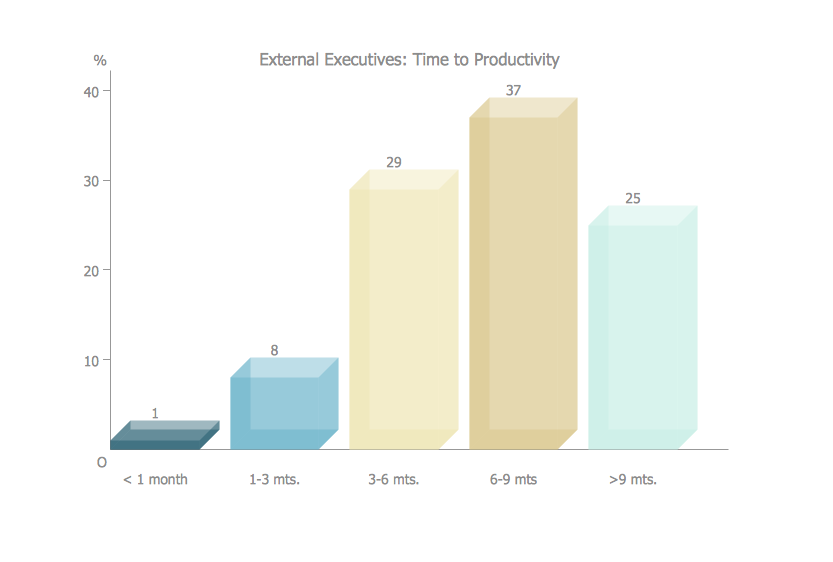 External Executives: Time to Productivity
%
40
30
20
10
O
1
8
29
37
25
< 1 month
1-3 mts.
3-6 mts.
6-9 mts
>9 mts.